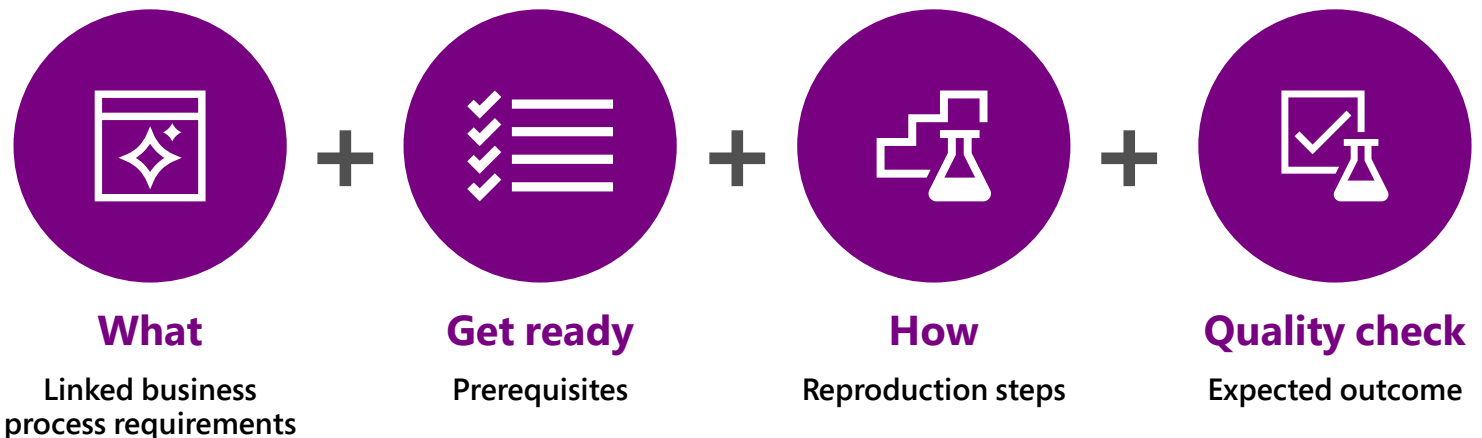 What
Linked business
process requirements
Get ready
Prerequisites
How
Reproduction steps
Quality check
Expected outcome